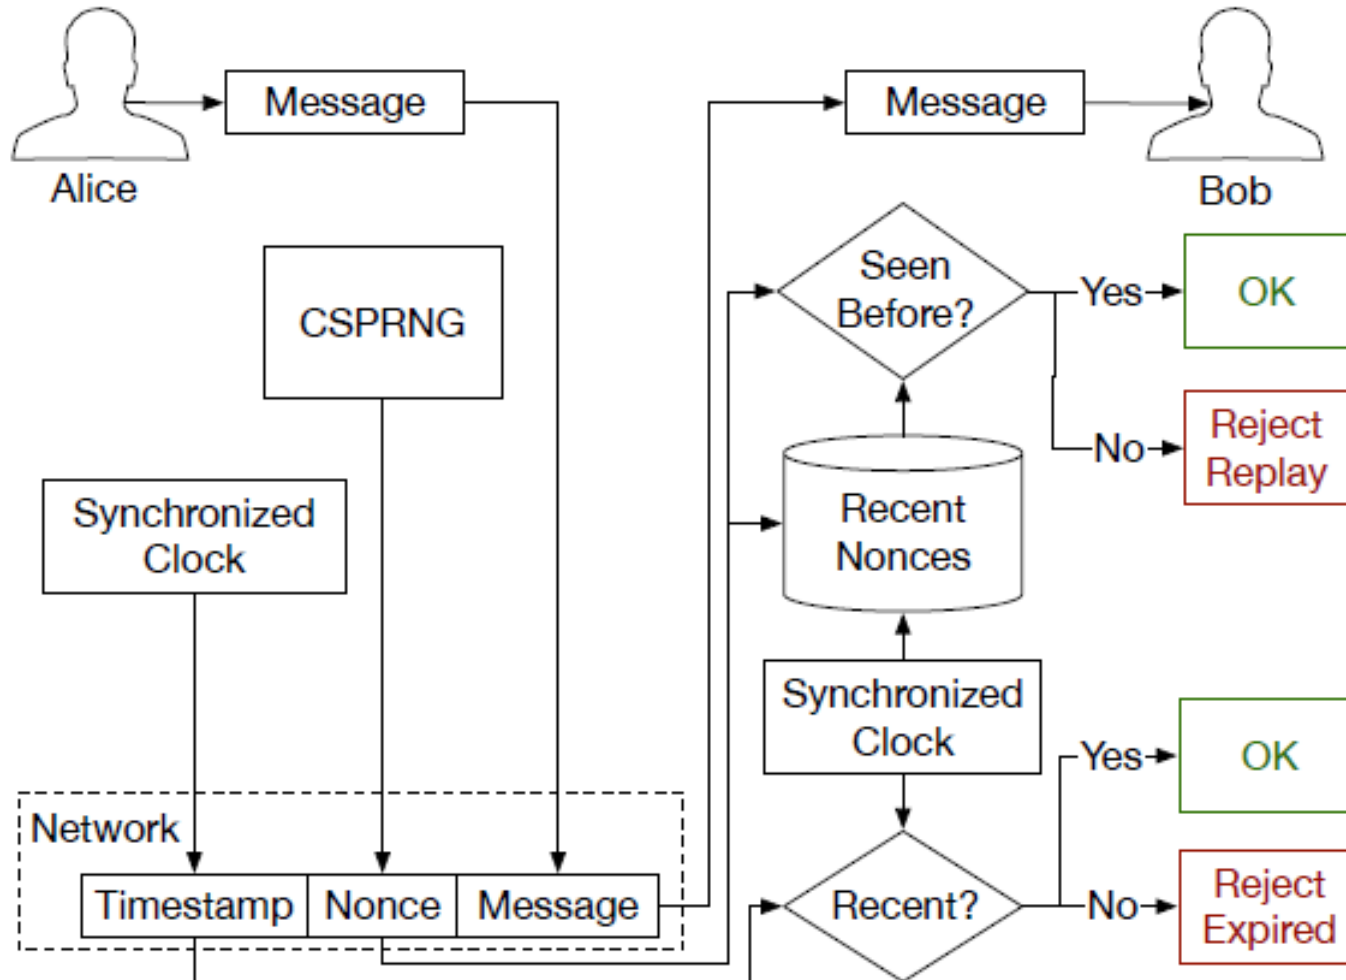 Message
Message
Alice
Bob
CSPRNG
Seen
Before?
Yes
OK
No
Reject
Replay
Synchronized
Clock
Recent
Nonces
Synchronized
Clock
Yes
OK
Network
Timestamp
Nonce
Message
Recent?
No
Reject
Expired